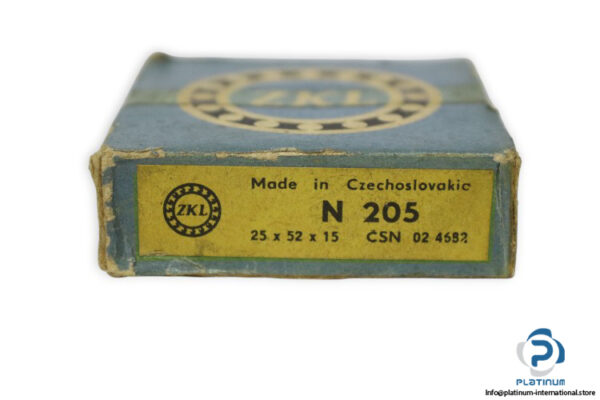 ZKL
Made in Czechoslovakia
ZKL
N 205
25 x 52 x 15 ČSN 02 4682
PLATINUM
Info@platinum-international.store